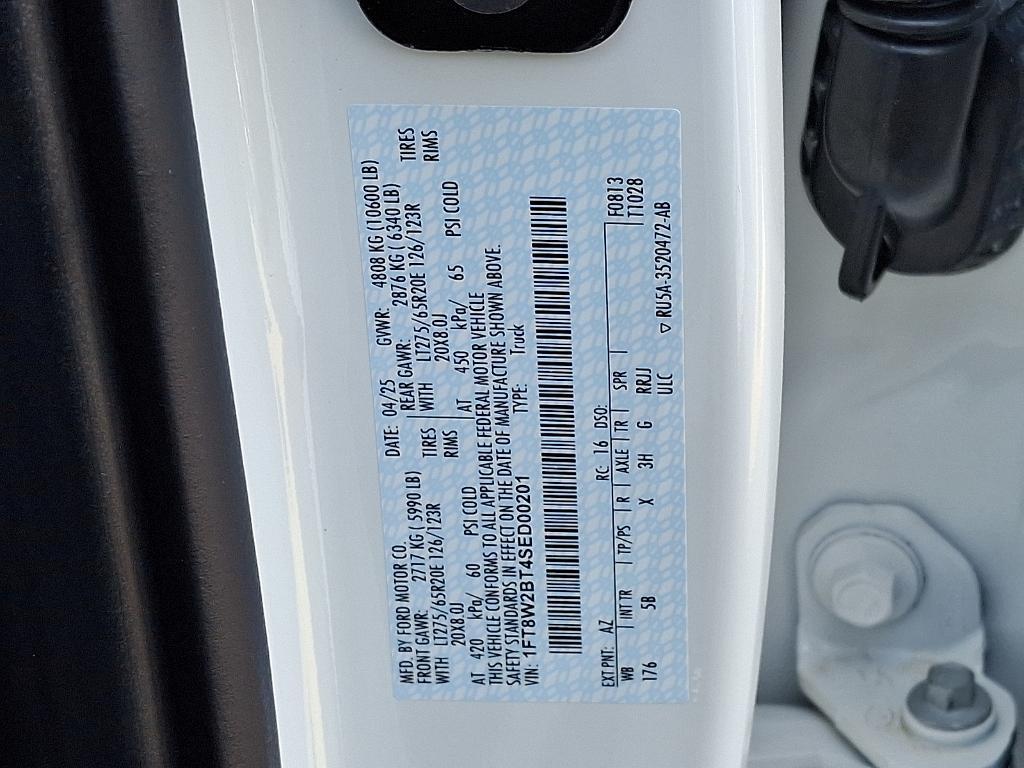 MFD. BY FORD MOTOR CO.
DATE: 04/25 GVWR: 4808 KG (10600 LB)
FRONT GAWR: 2717 KG ( 5990 LB)
REAR GAWR: 2876 KG ( 6340 LB)
WITH LT275/65R20E 126/123R TIRES
WITH LT275/65R20E 126/123R TIRES
20X8.0J RIMS
20X8.0J RIMS
AT 420 kPa/ 60 PSI COLD
AT 450 kPa/ 65 PSI COLD
THIS VEHICLE CONFORMS TO ALL APPLICABLE FEDERAL MOTOR VEHICLE
SAFETY STANDARDS IN EFFECT ON THE DATE OF MANUFACTURE SHOWN ABOVE.
VIN: 1FT8W2BT4SED00201 TYPE: Truck
EXT PNT: AZ RC: 16 DSO: F0813
WB INT TR TP/PS R AXLE TR SPR T1028
176 5B X 3H G RRJJ
ULC ▽ RU5A-3520472-AB